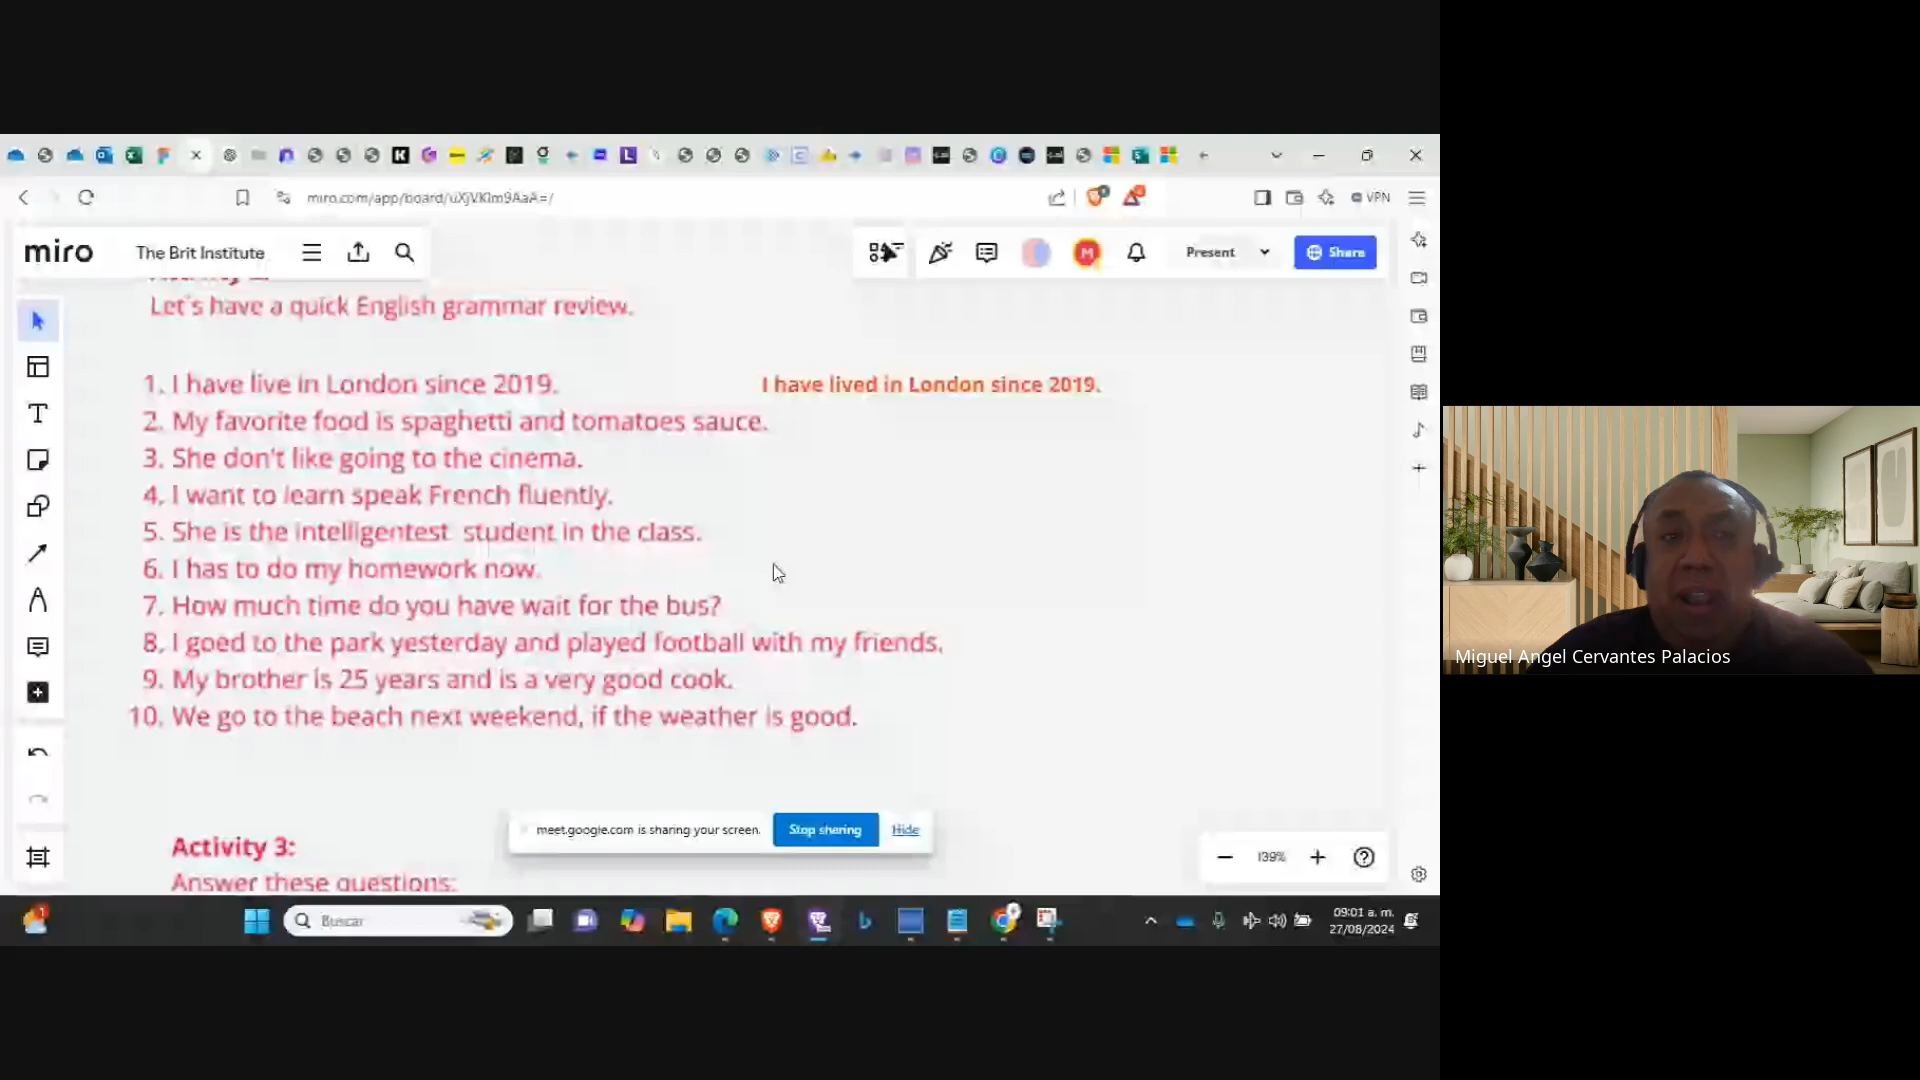 miro.com/app/board/uXjVKlm9AaA=/
VPN
miro
The Brit Institute
M
Present
Share
Let's have a quick English grammar review.
1. I have live in London since 2019.
I have lived in London since 2019.
2. My favorite food is spaghetti and tomatoes sauce.
3. She don't like going to the cinema.
4. I want to learn speak French fluently.
5. She is the intelligentest student in the class.
6. I has to do my homework now.
7. How much time do you have wait for the bus?
8. I goed to the park yesterday and played football with my friends.
9. My brother is 25 years and is a very good cook.
10. We go to the beach next weekend, if the weather is good.
Miguel Angel Cervantes Palacios
meet.google.com is sharing your screen.
Stop sharing
Hide
Activity 3:
Answer these questions:
139%
Buscar
09:01 a. m.
27/08/2024